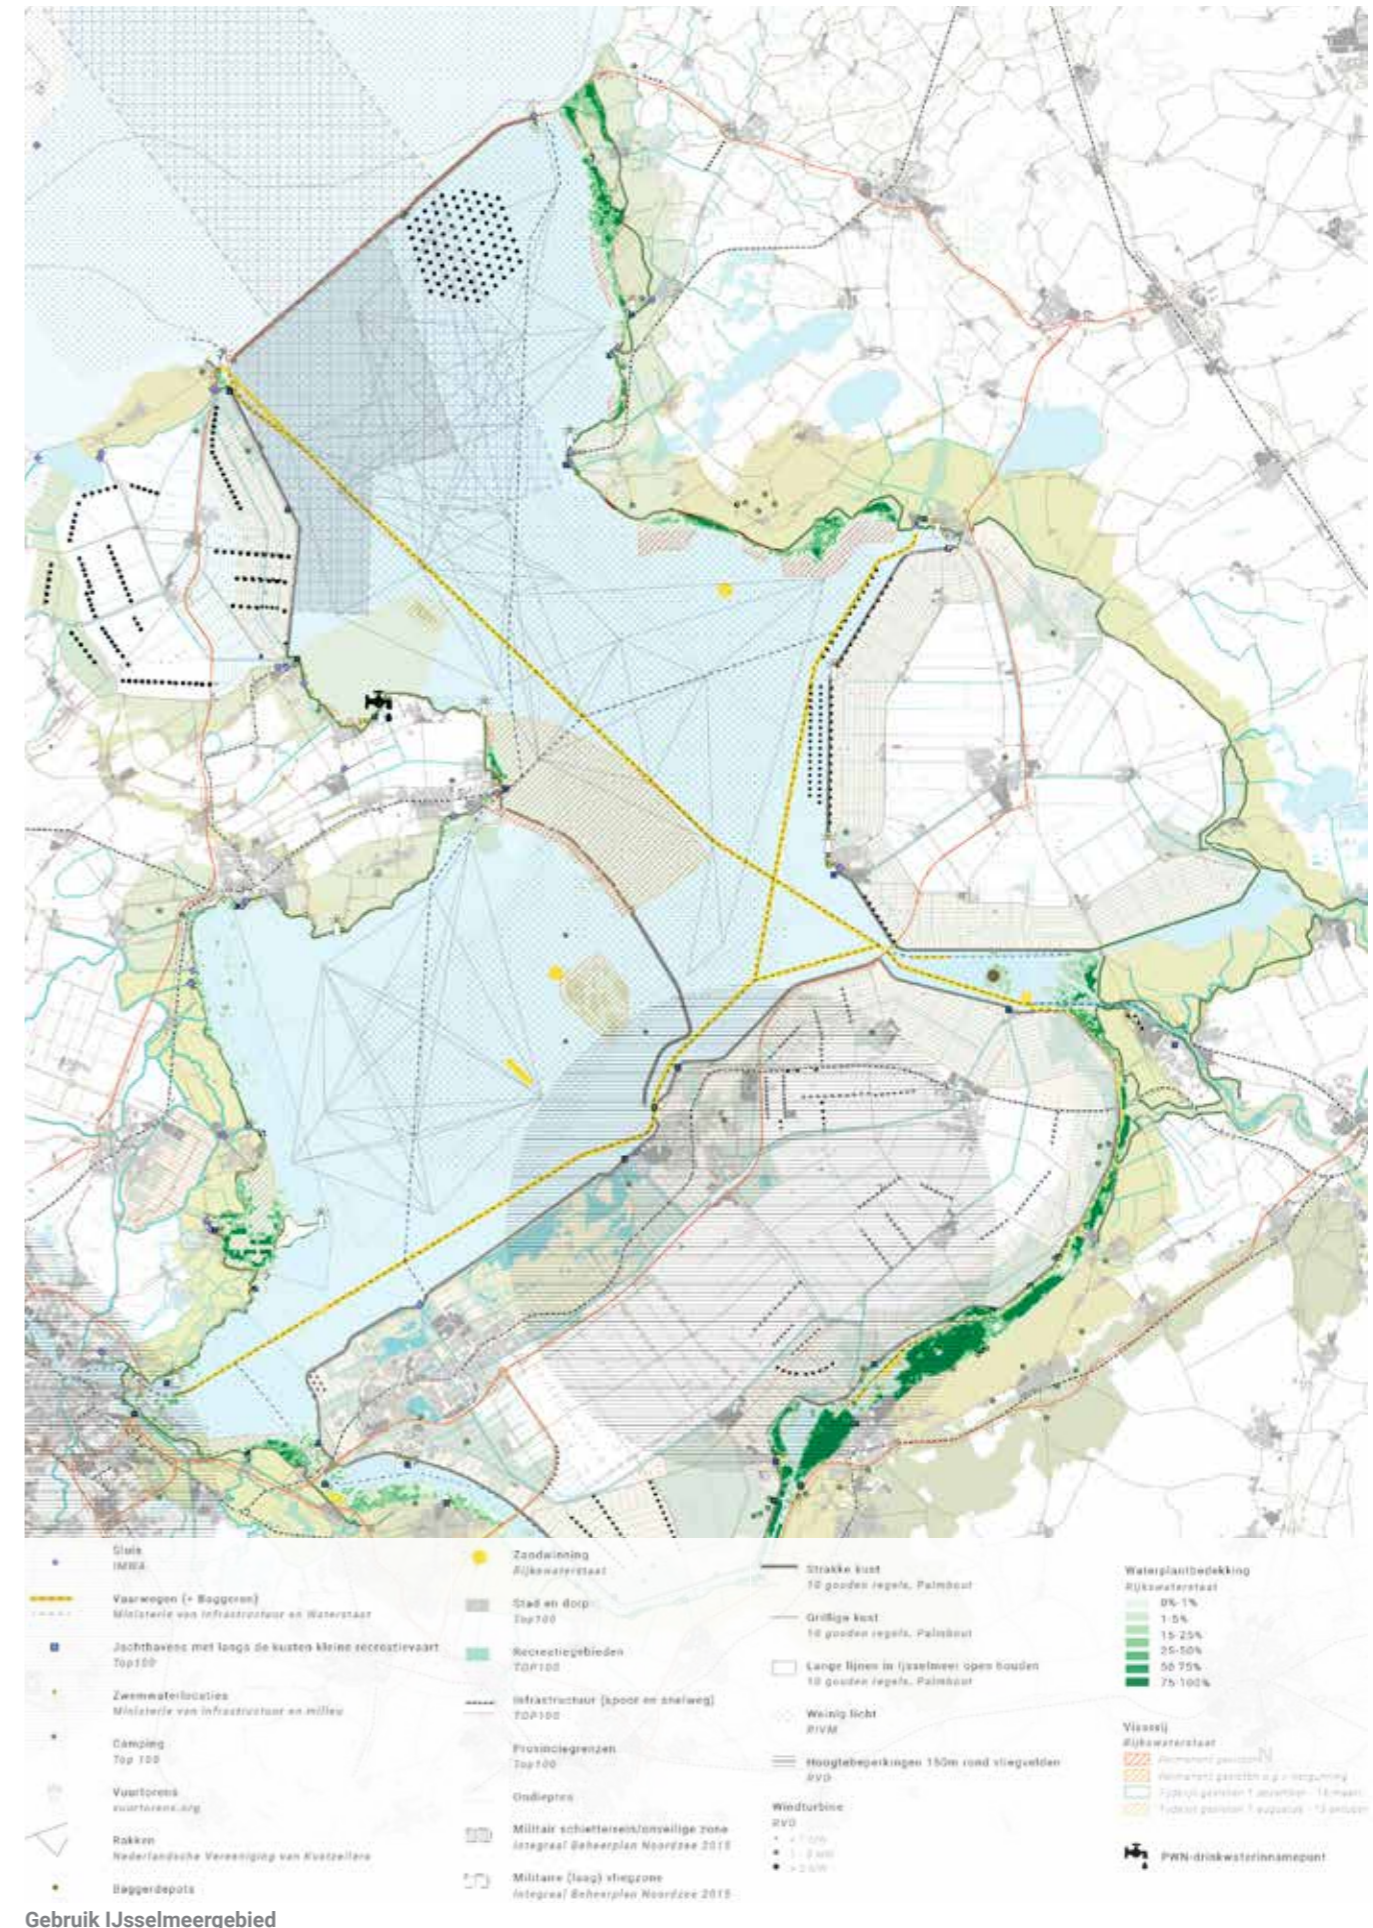 Sluis
IMWA
Vaarwegen (+ Baggeren)
Ministerie van Infrastructuur en Waterstaat
Jachthavens met langs de kusten kleine recreatievaart
Top100
Zwemwaterlocaties
Ministerie van infrastructuur en milieu
Camping
Top 100
Vuurtorens
vuurtorens.org
Rakken
Nederlandsche Vereeniging van Kustzeilers
Baggerdepots
Zandwinning
Rijkswaterstaat
Stad en dorp
Top100
Recreatiegebieden
TOP100
Infrastructuur (spoor en snelweg)
TOP100
Provinciegrenzen
Top100
Ondieptes
Militair schietterrein/onveilige zone
Integraal Beheerplan Noordzee 2015
Militaire (laag) vliegzone
Integraal Beheerplan Noordzee 2015
Strakke kust
10 gouden regels, Palmbout
Grillige kust
10 gouden regels, Palmbout
Lange lijnen in Ijsselmeer open houden
10 gouden regels, Palmbout
Weinig licht
RIVM
Hoogtebeperkingen 150m rond vliegvelden
RVO
Windturbine
RVO
Waterplantbedekking
Rijkswaterstaat
0%-1%
1-5%
15-25%
25-50%
50-75%
75-100%
Visserij
Rijkswaterstaat
Permanent gesloten
N
Permanent gesloten o.g.v vergunning
PWN-drinkwaterinnamepunt
Gebruik IJsselmeergebied